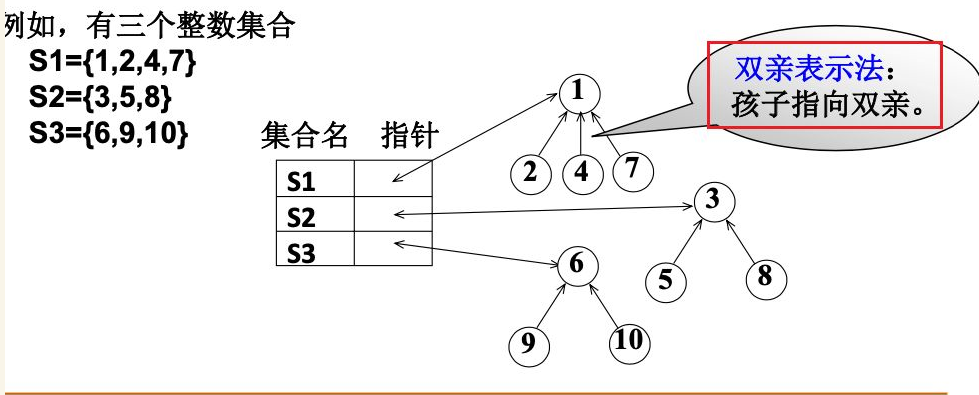 例如，有三个整数集合
S1={1,2,4,7}
S2={3,5,8}
S3={6,9,10}
双亲表示法：
孩子指向双亲。
集合名 指针
S1
S2
S3
1
2 4 7
3
5 8
6
9 10